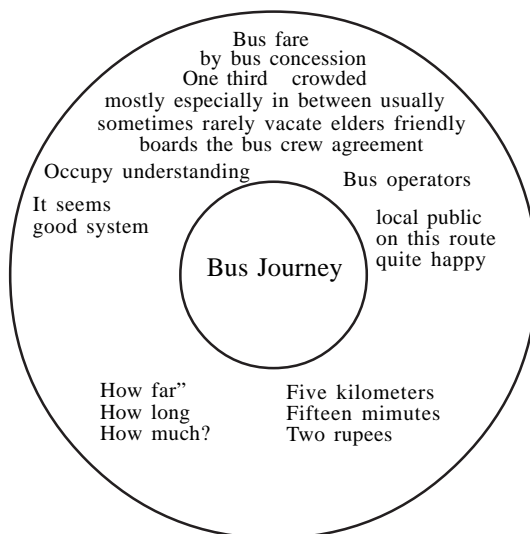 Bus fare
by bus concession
One third crowded
mostly especially in between usually
sometimes rarely vacate elders friendly
boards the bus crew agreement
Occupy understanding
Bus operators
It seems
good system
local public
on this route
quite happy
Bus Journey
How far”
How long
How much?
Five kilometers
Fifteen mimutes
Two rupees